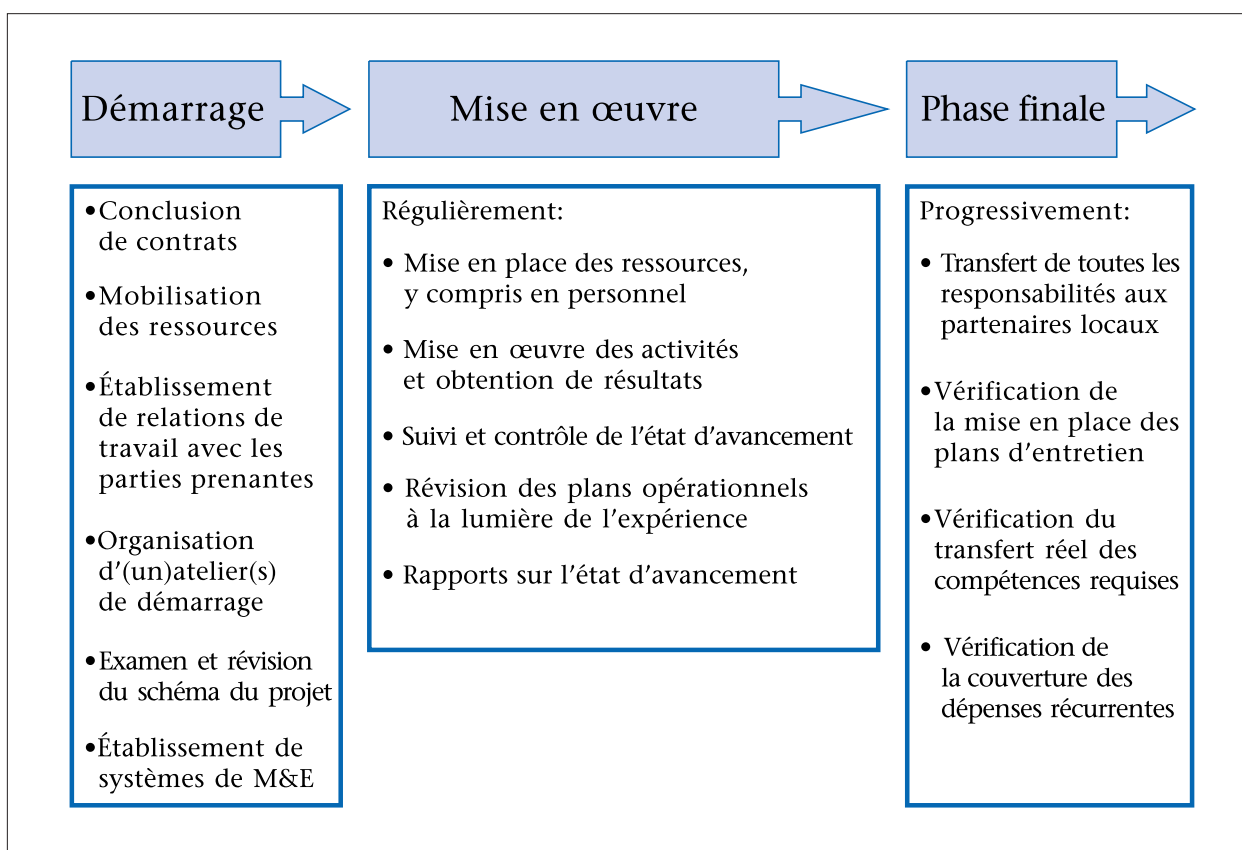 Démarrage
Mise en œuvre
Phase finale
•Conclusion
de contrats
•Mobilisation
des ressources
•Établissement
de relations de
travail avec les
parties prenantes
•Organisation
d’(un)atelier(s)
de démarrage
•Examen et révision
du schéma du projet
•Établissement de
systèmes de M&E
Régulièrement:
• Mise en place des ressources,
y compris en personnel
• Mise en œuvre des activités
et obtention de résultats
• Suivi et contrôle de l’état d’avancement
• Révision des plans opérationnels
à la lumière de l’expérience
• Rapports sur l’état d’avancement
Progressivement:
• Transfert de toutes les
responsabilités aux
partenaires locaux
•Vérification de
la mise en place des
plans d’entretien
•Vérification du
transfert réel des
compétences requises
• Vérification de
la couverture des
dépenses récurrentes